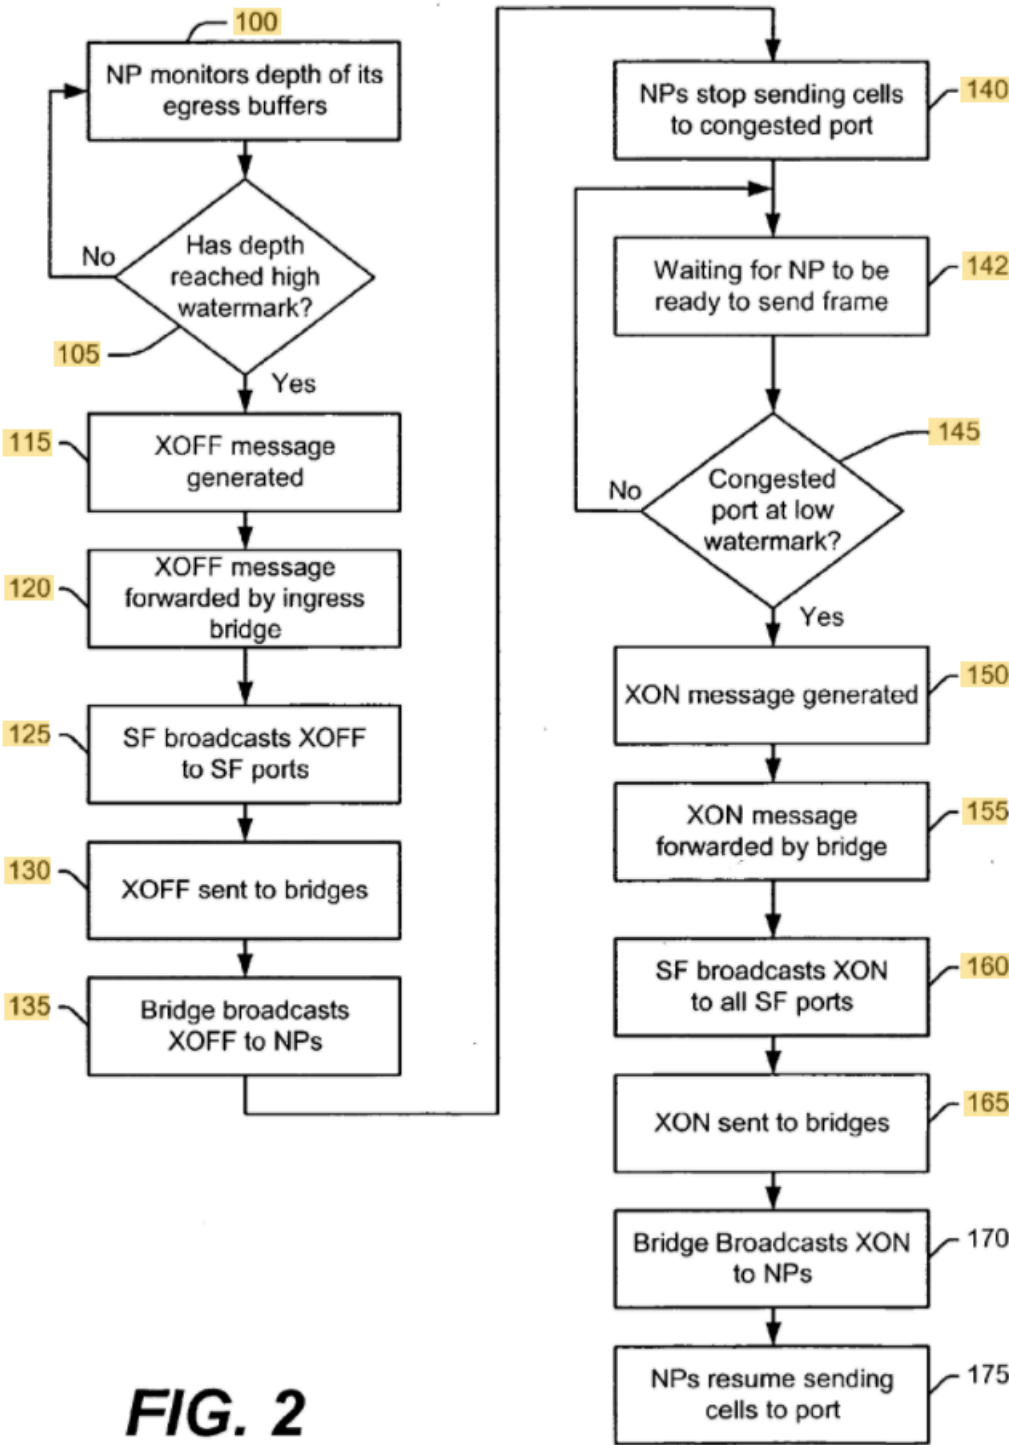 100
NP monitors depth of its
egress buffers
No
Has depth
reached high
watermark?
105
Yes
115
XOFF message
generated
120
XOFF message
forwarded by ingress
bridge
125
SF broadcasts XOFF
to SF ports
130
XOFF sent to bridges
135
Bridge broadcasts
XOFF to NPs
NPs stop sending cells
to congested port
140
Waiting for NP to be
ready to send frame
142
145
No
Congested
port at low
watermark?
Yes
XON message generated
150
XON message
forwarded by bridge
155
SF broadcasts XON
to all SF ports
160
XON sent to bridges
165
Bridge Broadcasts XON
to NPs
170
NPs resume sending
cells to port
175
FIG. 2